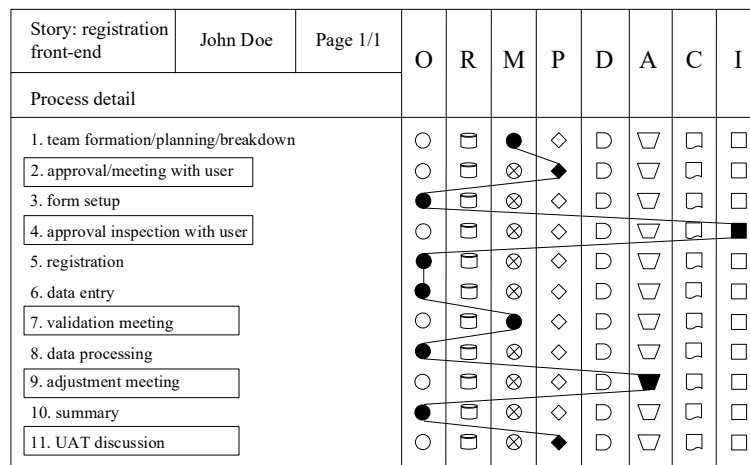 Story: registration
front-end
John Doe
Page 1/1
O R M P D A C I
Process detail
1. team formation/planning/breakdown
2. approval/meeting with user
3. form setup
4. approval inspection with user
5. registration
6. data entry
7. validation meeting
8. data processing
9. adjustment meeting
10. summary
11. UAT discussion